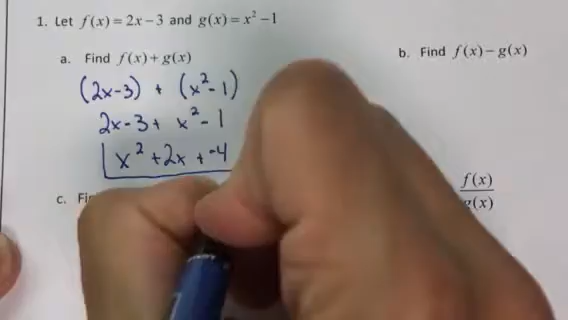 1. Let f(x) = 2x − 3 and g(x) = x² − 1
a. Find f(x) + g(x)
b. Find f(x) − g(x)
(2x-3) + (x²-1)
2x-3+ x²-1
x² +2x + -4
c.
f(x)
g(x)